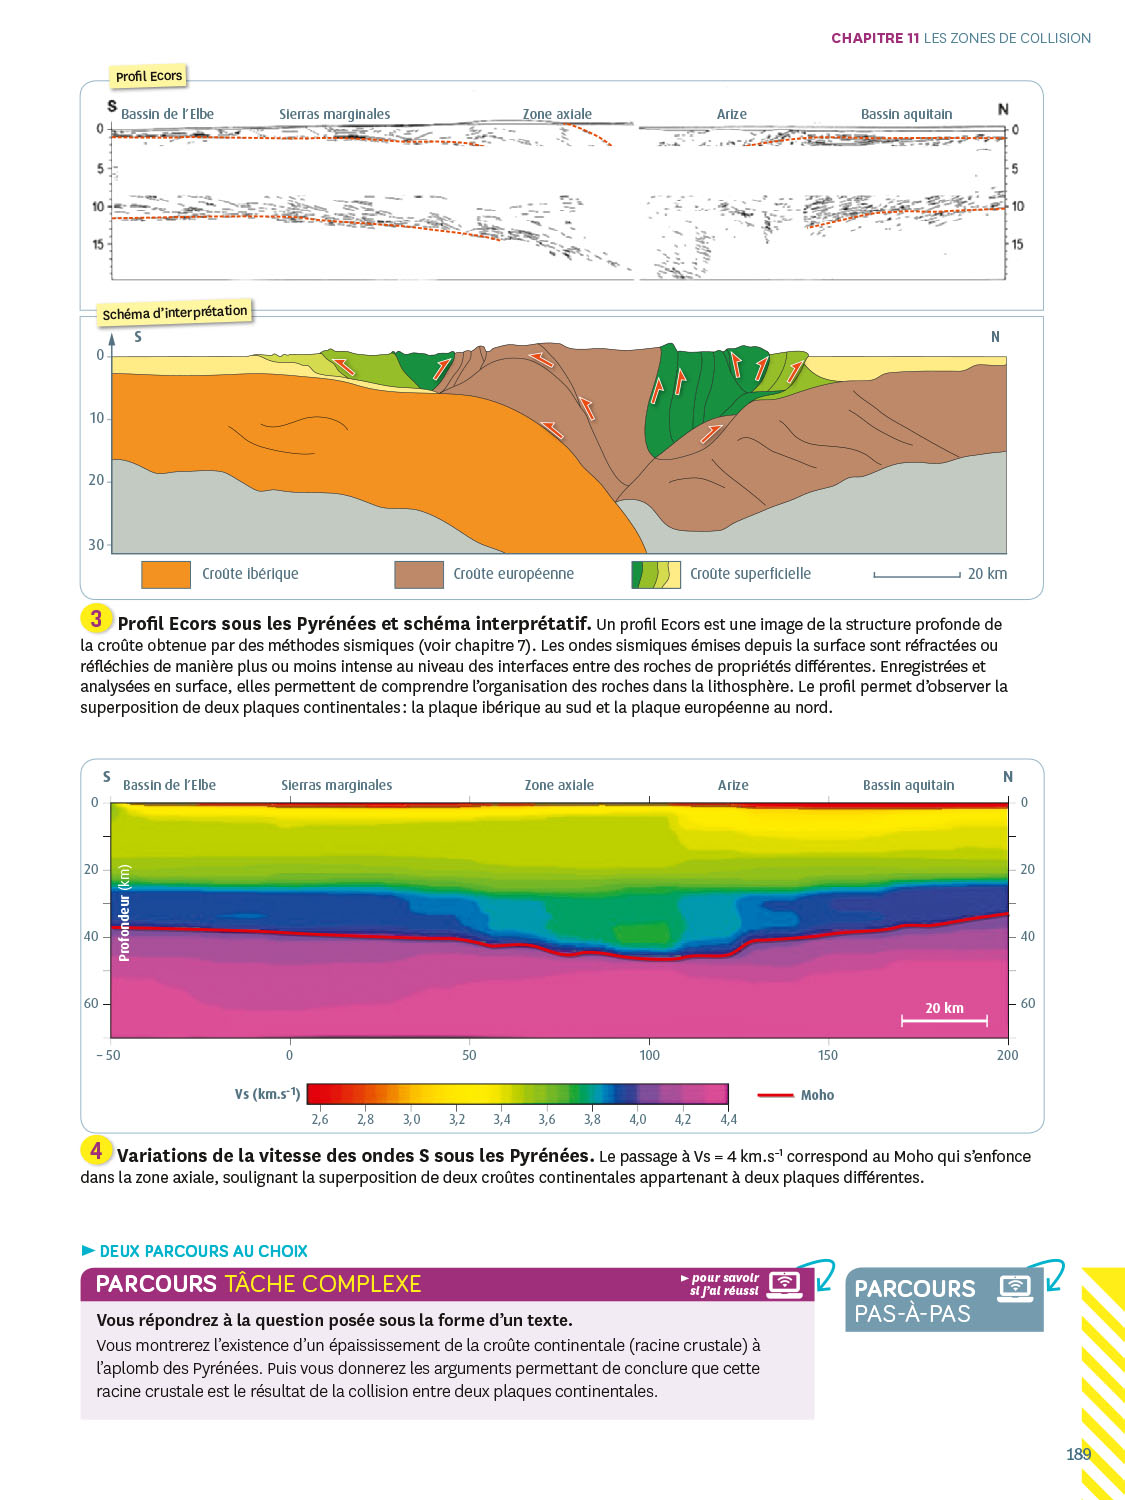 CHAPITRE 11 LES ZONES DE COLLISION
Profil Ecors
S N
Bassin de l'Elbe Sierras marginales Zone axiale Arize Bassin aquitain
0 0
5 5
10 10
15 15
Schéma d'interprétation
S N
0
10
20
30
Croûte ibérique Croûte européenne Croûte superficielle 20 km
3 Profil Ecors sous les Pyrénées et schéma interprétatif. Un profil Ecors est une image de la structure profonde de
la croûte obtenue par des méthodes sismiques (voir chapitre 7). Les ondes sismiques émises depuis la surface sont réfractées ou
réfléchies de manière plus ou moins intense au niveau des interfaces entre des roches de propriétés différentes. Enregistrées et
analysées en surface, elles permettent de comprendre l'organisation des roches dans la lithosphère. Le profil permet d'observer la
superposition de deux plaques continentales : la plaque ibérique au sud et la plaque européenne au nord.
S N
Bassin de l'Elbe Sierras marginales Zone axiale Arize Bassin aquitain
0 0
20 20
40 40
60 60
Profondeur (km)
20 km
–50 0 50 100 150 200
Vs (km.s-1) Moho
2,6 2,8 3,0 3,2 3,4 3,6 3,8 4,0 4,2 4,4
4 Variations de la vitesse des ondes S sous les Pyrénées. Le passage à Vs = 4 km.s-1 correspond au Moho qui s'enfonce
dans la zone axiale, soulignant la superposition de deux croûtes continentales appartenant à deux plaques différentes.
► DEUX PARCOURS AU CHOIX
PARCOURS TÂCHE COMPLEXE
► pour savoir
si j'ai réussi
PARCOURS
PAS-À-PAS
Vous répondrez à la question posée sous la forme d'un texte.
Vous montrerez l'existence d'un épaississement de la croûte continentale (racine crustale) à
l'aplomb des Pyrénées. Puis vous donnerez les arguments permettant de conclure que cette
racine crustale est le résultat de la collision entre deux plaques continentales.
189